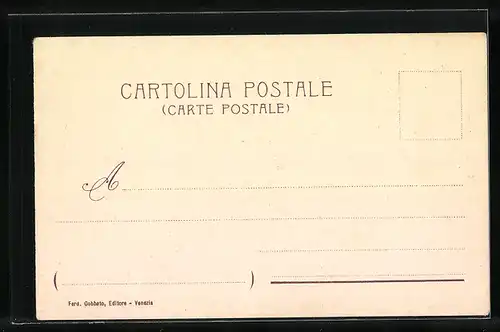 CARTOLINA POSTALE
(CARTE POSTALE)
A
( )
Ferd. Gobbato, Editore - Venezia